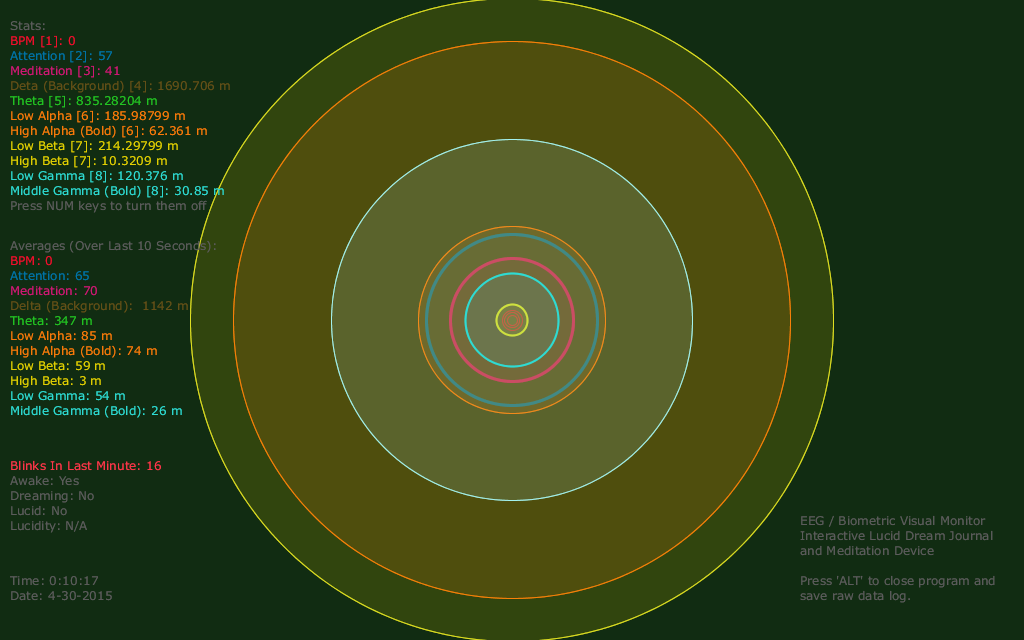 Stats:
BPM [1]: 0
Attention [2]: 57
Meditation [3]: 41
Deta (Background) [4]: 1690.706 m
Theta [5]: 835.28204 m
Low Alpha [6]: 185.98799 m
High Alpha (Bold) [6]: 62.361 m
Low Beta [7]: 214.29799 m
High Beta [7]: 10.3209 m
Low Gamma [8]: 120.376 m
Middle Gamma (Bold) [8]: 30.85 m
Press NUM keys to turn them off
Averages (Over Last 10 Seconds):
BPM: 0
Attention: 65
Meditation: 70
Delta (Background):  1142 m
Theta: 347 m
Low Alpha: 85 m
High Alpha (Bold): 74 m
Low Beta: 59 m
High Beta: 3 m
Low Gamma: 54 m
Middle Gamma (Bold): 26 m
Blinks In Last Minute: 16
Awake: Yes
Dreaming: No
Lucid: No
Lucidity: N/A
Time: 0:10:17
Date: 4-30-2015
EEG / Biometric Visual Monitor
Interactive Lucid Dream Journal
and Meditation Device
Press 'ALT' to close program and
save raw data log.